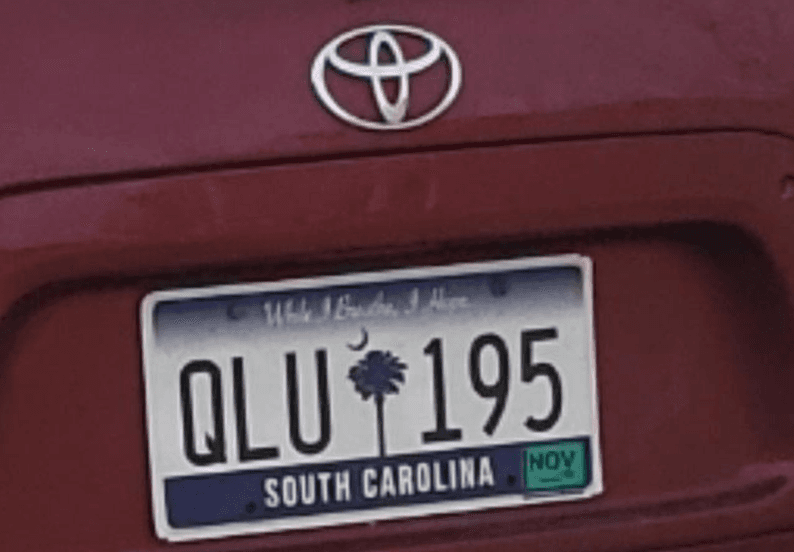 While I Breathe, I Hope
QLU 195
SOUTH CAROLINA
NOV